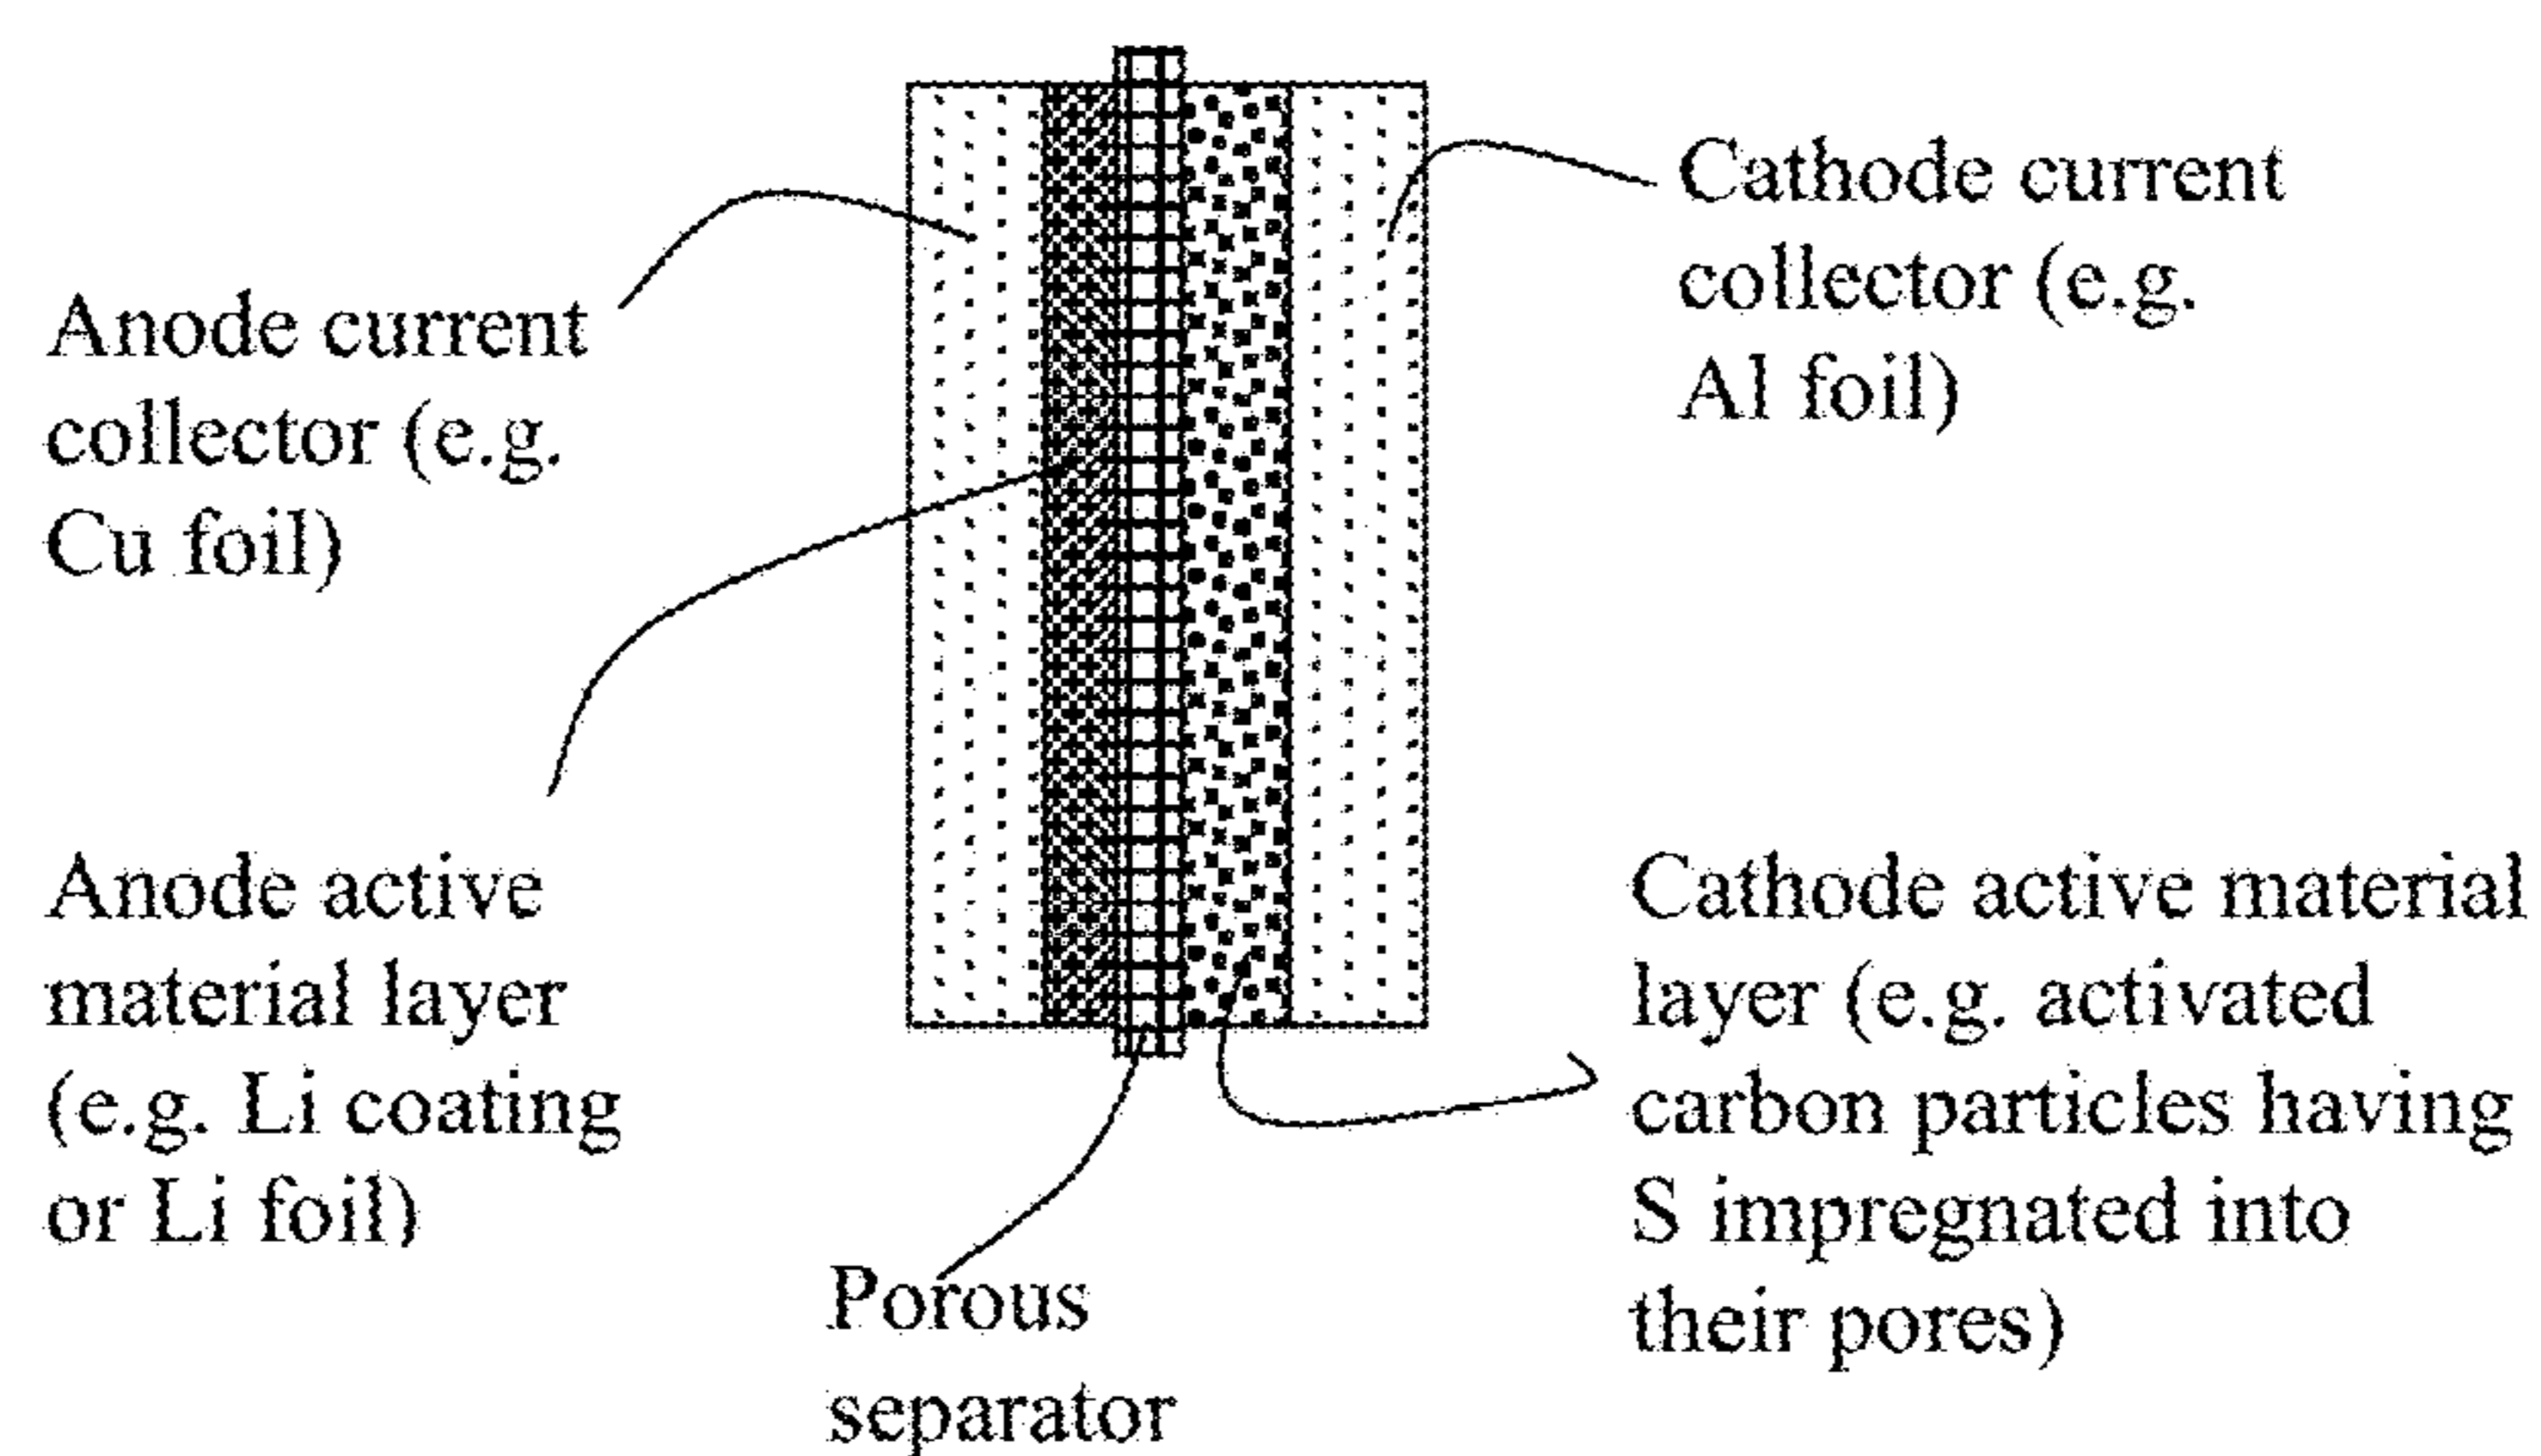 Anode current
collector (e.g.
Cu foil)
Anode active
material layer
(e.g. Li coating
or Li foil)
Porous
separator
Cathode current
collector (e.g.
Al foil)
Cathode active material
layer (e.g. activated
carbon particles having
S impregnated into
their pores)